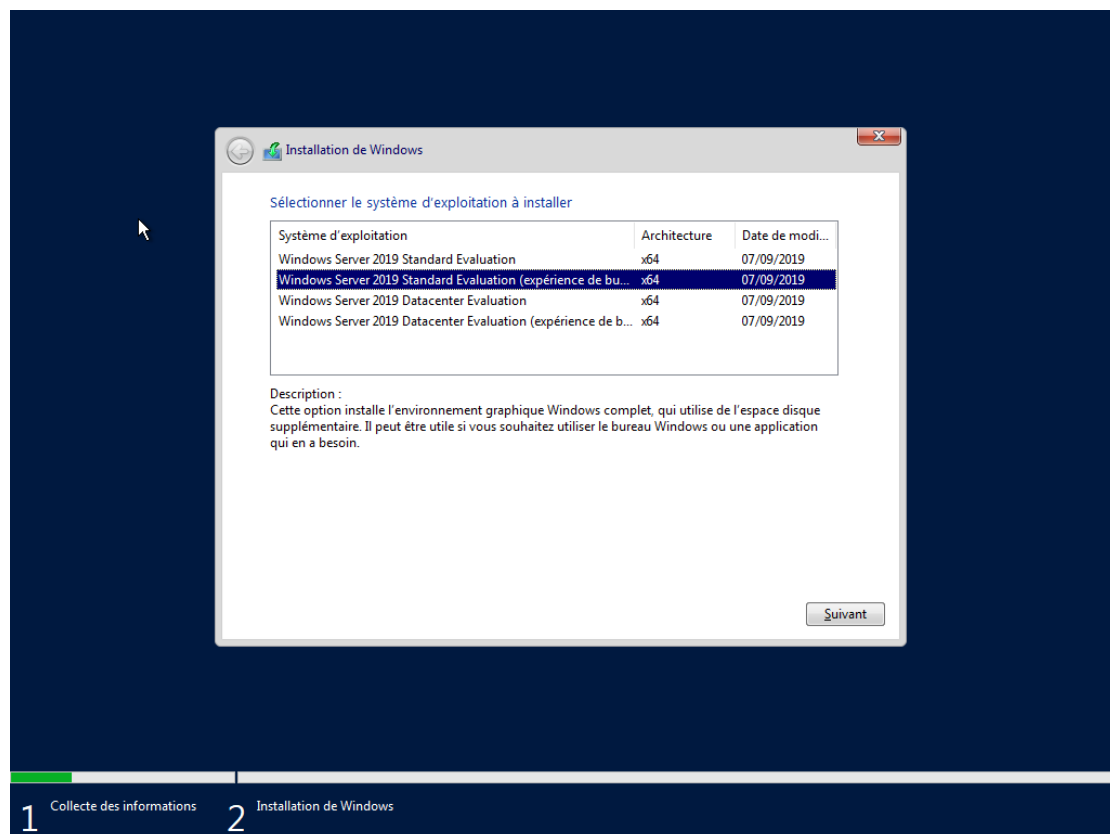 Installation de Windows
Sélectionner le système d'exploitation à installer
Système d'exploitation Architecture Date de modi...
Windows Server 2019 Standard Evaluation x64 07/09/2019
Windows Server 2019 Standard Evaluation (expérience de bu... x64 07/09/2019
Windows Server 2019 Datacenter Evaluation x64 07/09/2019
Windows Server 2019 Datacenter Evaluation (expérience de b... x64 07/09/2019
Description :
Cette option installe l'environnement graphique Windows complet, qui utilise de l'espace disque
supplémentaire. Il peut être utile si vous souhaitez utiliser le bureau Windows ou une application
qui en a besoin.
Suivant
1 Collecte des informations 2 Installation de Windows